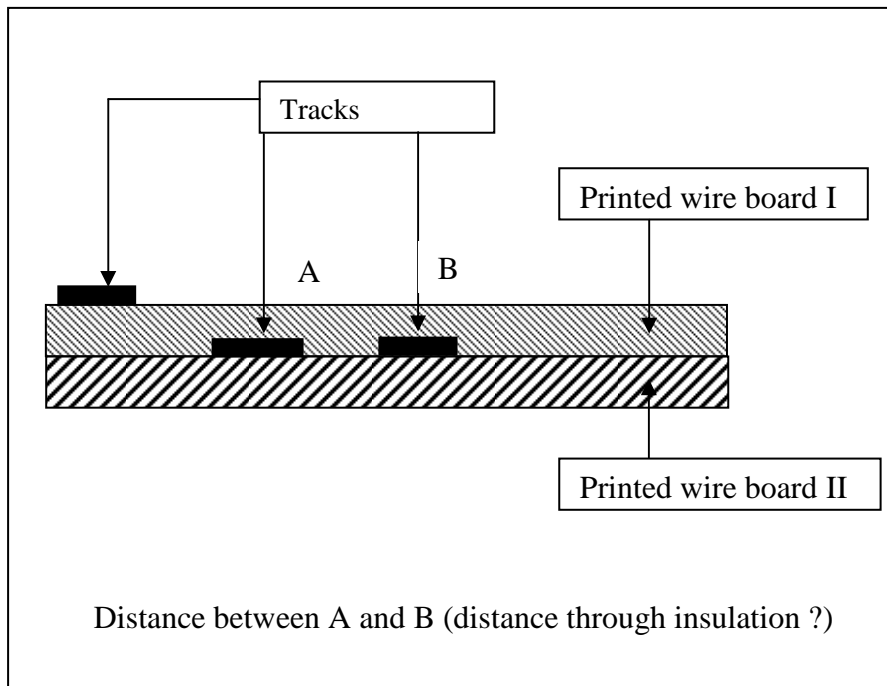 Tracks
Printed wire board I
A
B
Printed wire board II
Distance between A and B (distance through insulation ?)